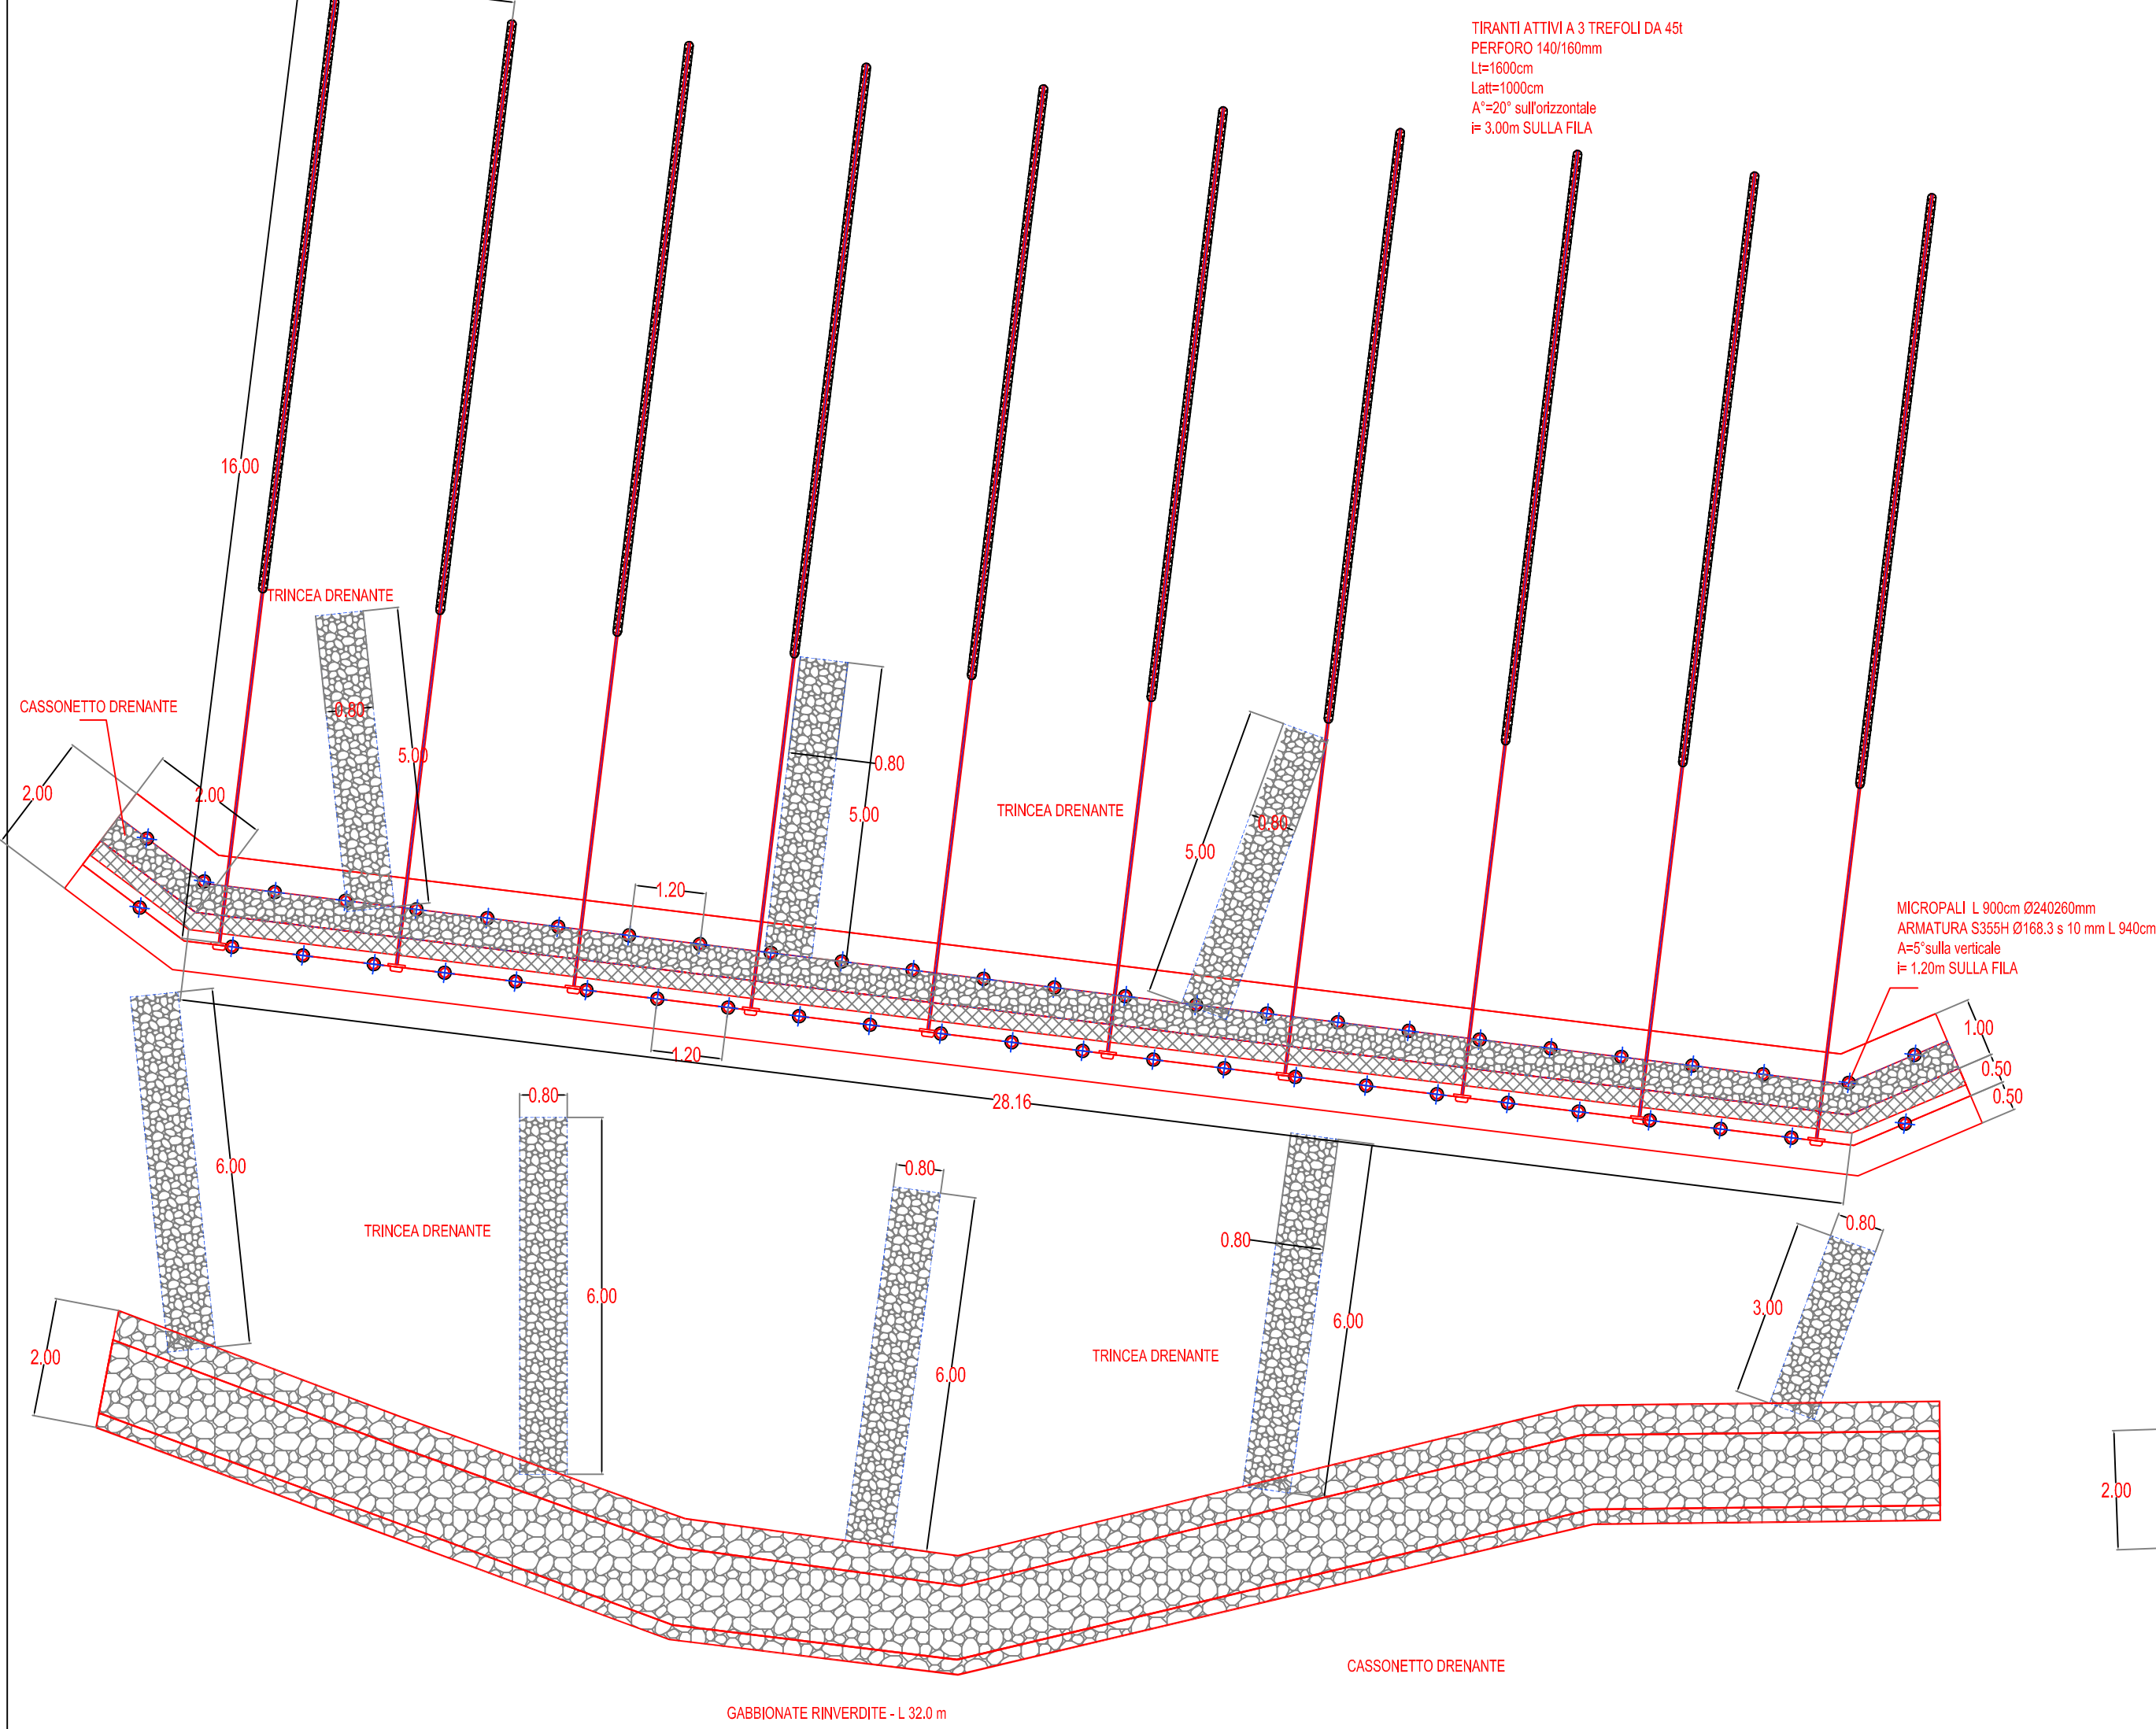 TIRANTI ATTIVI A 3 TREFOLI DA 45t
PERFORO 140/160mm
Lt=1600cm
Latt=1000cm
A°=20° sull'orizzontale
i= 3.00m SULLA FILA
16.00
TRINCEA DRENANTE
CASSONETTO DRENANTE
0.80
5.00
2.00
2.00
0.80
5.00
TRINCEA DRENANTE
0.80
5.00
1.20
MICROPALI L 900cm Ø240260mm
ARMATURA S355H Ø168.3 s 10 mm L 940cm
A=5°sulla verticale
i= 1.20m SULLA FILA
1.00
0.50
0.50
1.20
28.16
0.80
6.00
0.80
0.80
0.80
TRINCEA DRENANTE
6.00
3.00
6.00
2.00
TRINCEA DRENANTE
6.00
2.00
CASSONETTO DRENANTE
GABBIONATE RINVERDITE - L 32.0 m